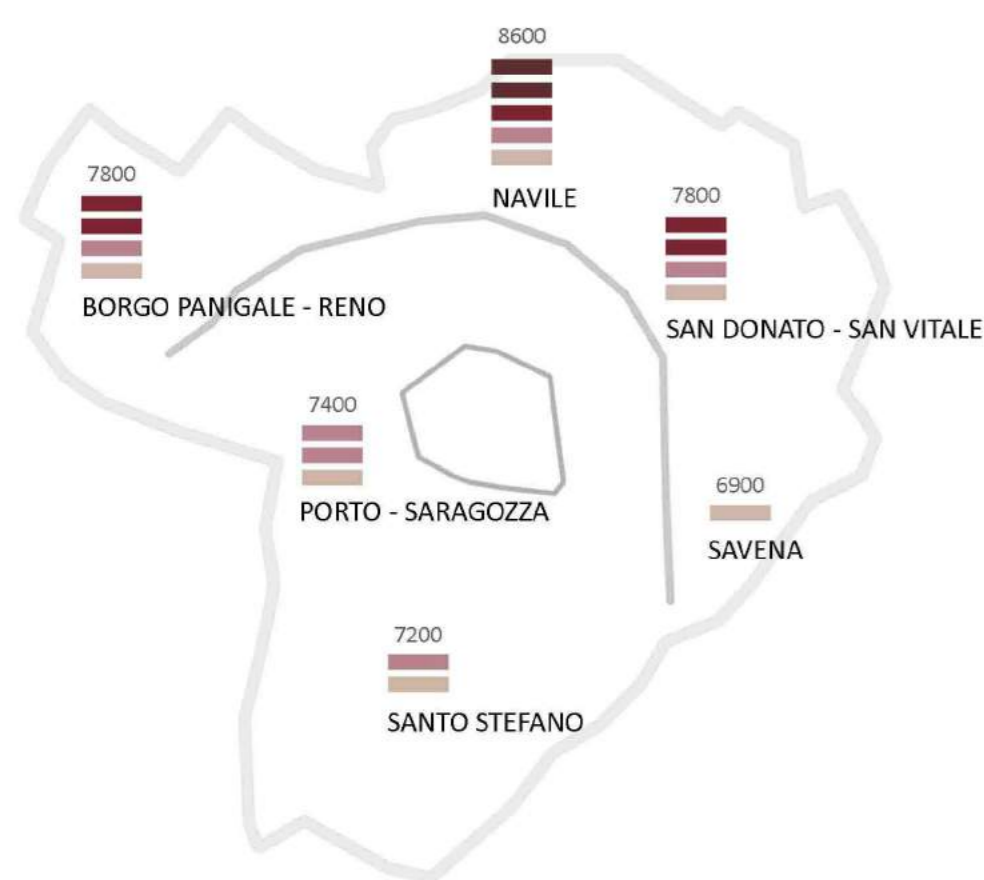 8600
NAVILE
7800
BORGO PANIGALE - RENO
7800
SAN DONATO - SAN VITALE
7400
PORTO - SARAGOZZA
6900
SAVENA
7200
SANTO STEFANO